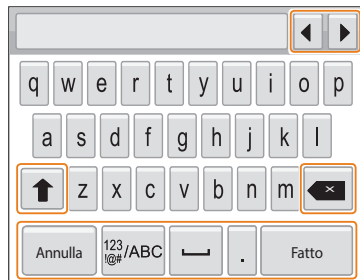 q w e r t y u i o p
a s d f g h j k l
z x c v b n m ×
Annulla 123 !@# /ABC . Fatto